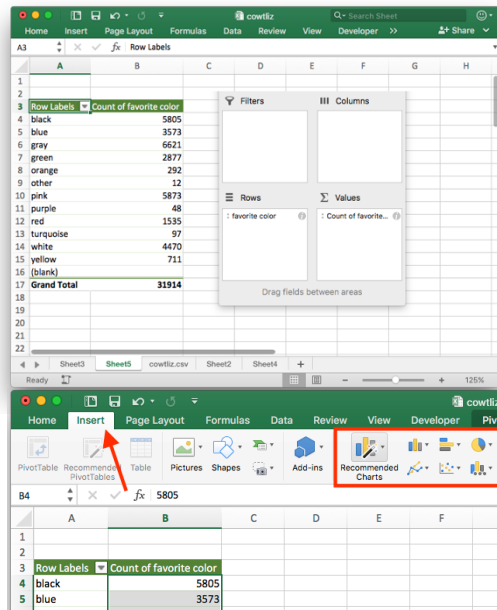 cowtliz
Search Sheet
Home Insert Page Layout Formulas Data Review View Developer >> Share
A3 fx Row Labels
A B C D E F G H
1
2
3 Row Labels Count of favorite color
4 black 5805
5 blue 3573
6 gray 6621
7 green 2877
8 orange 292
9 other 12
10 pink 5873
11 purple 48
12 red 1535
13 turquoise 97
14 white 4470
15 yellow 711
16 (blank)
17 Grand Total 31914
18
19
20
21
22
Filters Columns
Rows Values
favorite color Count of favorite...
Drag fields between areas
Sheet3 Sheet5 cowtliz.csv Sheet2 Sheet4 +
Ready 125%
cowtliz
Home Insert Page Layout Formulas Data Review View Developer Piv
PivotTable Recommended PivotTables Table Pictures Shapes Add-ins Recommended Charts
B4 fx 5805
A B C D E F
1
2
3 Row Labels Count of favorite color
4 black 5805
5 blue 3573